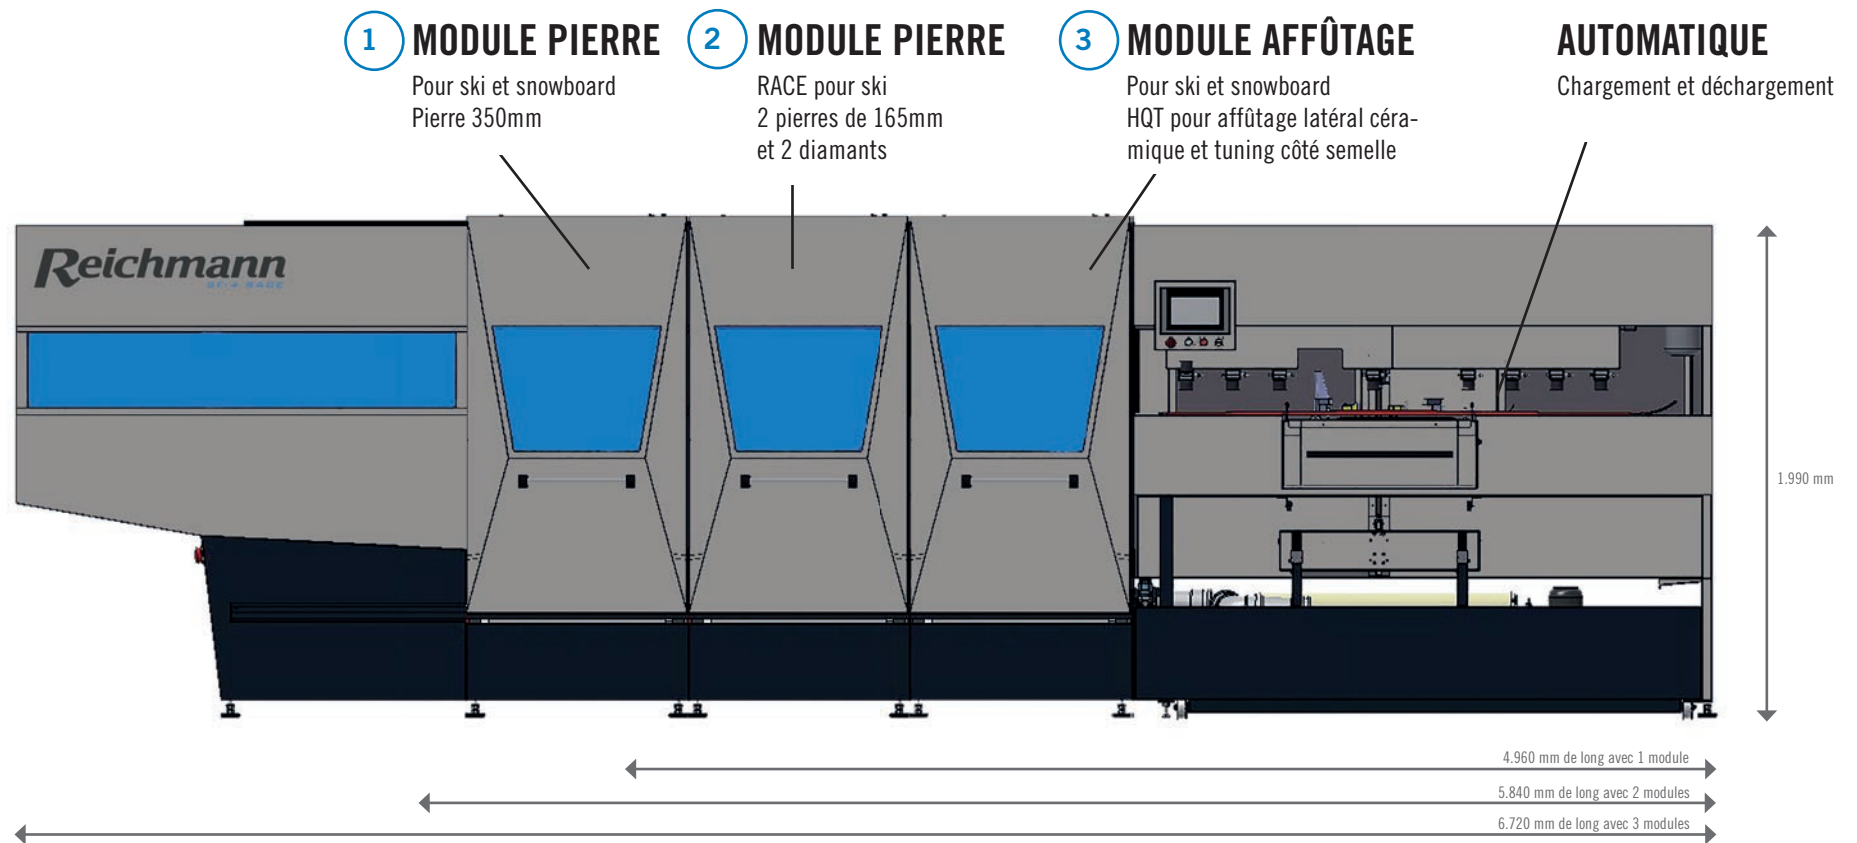 1 MODULE PIERRE
Pour ski et snowboard
Pierre 350mm
2 MODULE PIERRE
RACE pour ski
2 pierres de 165mm
et 2 diamants
3 MODULE AFFÛTAGE
Pour ski et snowboard
HQT pour affûtage latéral céra-
mique et tuning côté semelle
AUTOMATIQUE
Chargement et déchargement
Reichmann
SF-4 RACE
1.990 mm
4.960 mm de long avec 1 module
5.840 mm de long avec 2 modules
6.720 mm de long avec 3 modules